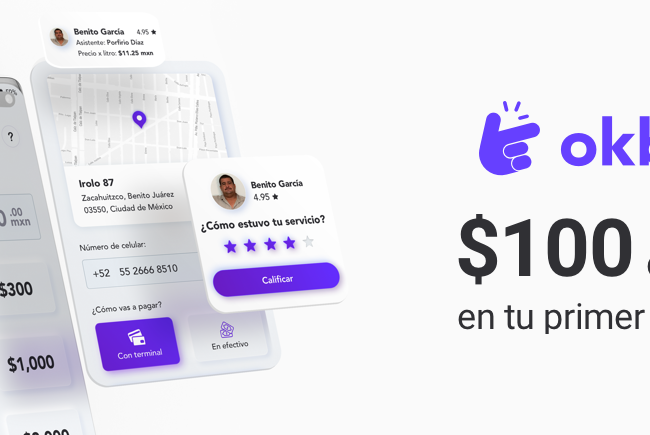 Benito García 4.95 ★
Asistente: Porfirio Díaz
Precio x litro: $11.25 mxn
?
.00
mxn
$300
$1,000
Irolo 87
Zacahuitzco, Benito Juárez
03550, Ciudad de México
Número de celular:
+52 55 2666 8510
¿Cómo vas a pagar?
Con terminal
En efectivo
Benito García
4.95 ★
¿Cómo estuvo tu servicio?
Calificar
okb
$100
en tu primer